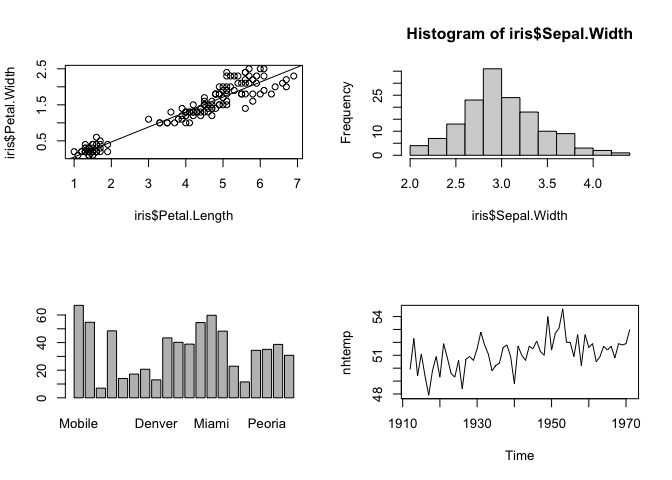 iris$Petal.Width
0.5
1.5
2.5
1 2 3 4 5 6 7
iris$Petal.Length
Histogram of iris$Sepal.Width
Frequency
0
10
25
2.0 2.5 3.0 3.5 4.0
iris$Sepal.Width
0
20
40
60
Mobile Denver Miami Peoria
nhtemp
48
51
54
1910 1930 1950 1970
Time